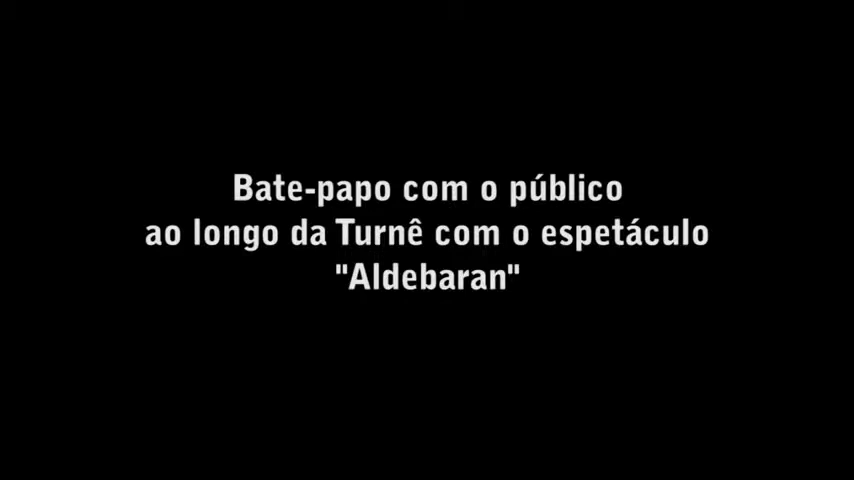 Bate-papo com o público
ao longo da Turnê com o espetáculo
"Aldebaran"